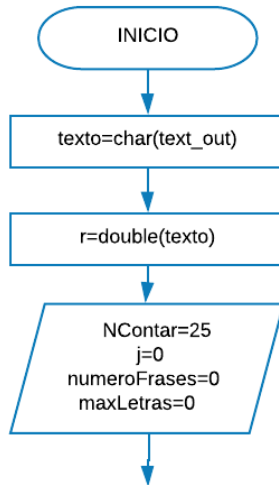 INICIO
texto=char(text_out)
r=double(texto)
NContar=25
j=0
numeroFrases=0
maxLetras=0